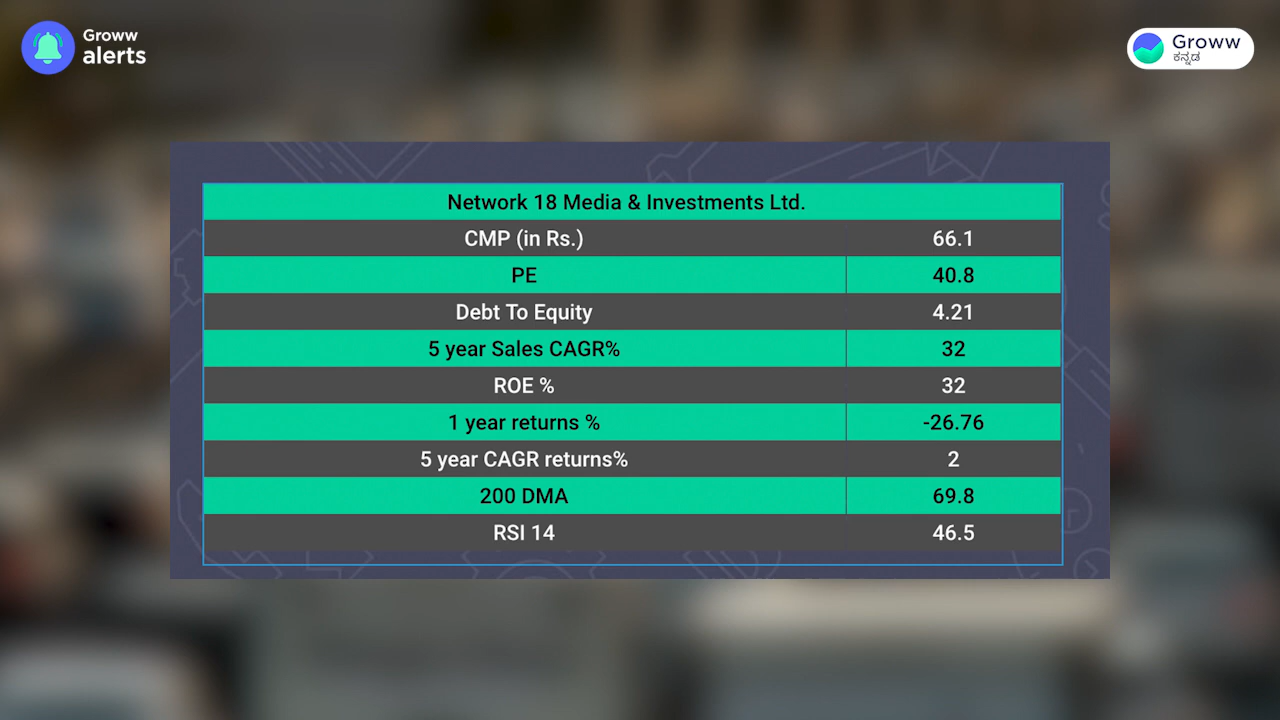 Groww
alerts
Groww
ಕನ್ನಡ
Network 18 Media & Investments Ltd.
CMP (in Rs.) 66.1
PE 40.8
Debt To Equity 4.21
5 year Sales CAGR% 32
ROE % 32
1 year returns % -26.76
5 year CAGR returns% 2
200 DMA 69.8
RSI 14 46.5